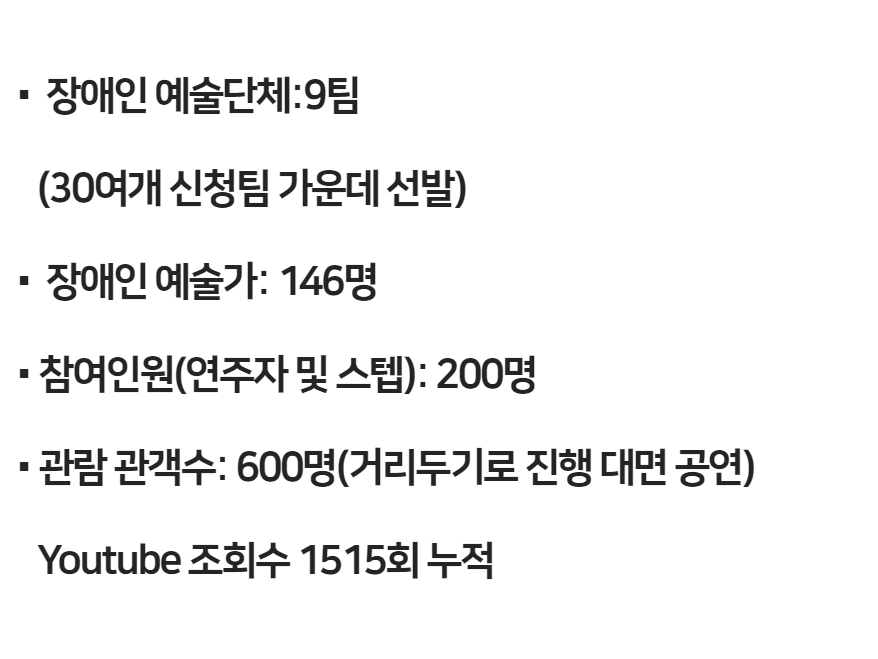 ▪ 장애인 예술단체:9팀
(30여개 신청팀 가운데 선발)
▪ 장애인 예술가: 146명
▪ 참여인원(연주자 및 스텝): 200명
▪ 관람 관객수: 600명(거리두기로 진행 대면 공연)
Youtube 조회수 1515회 누적